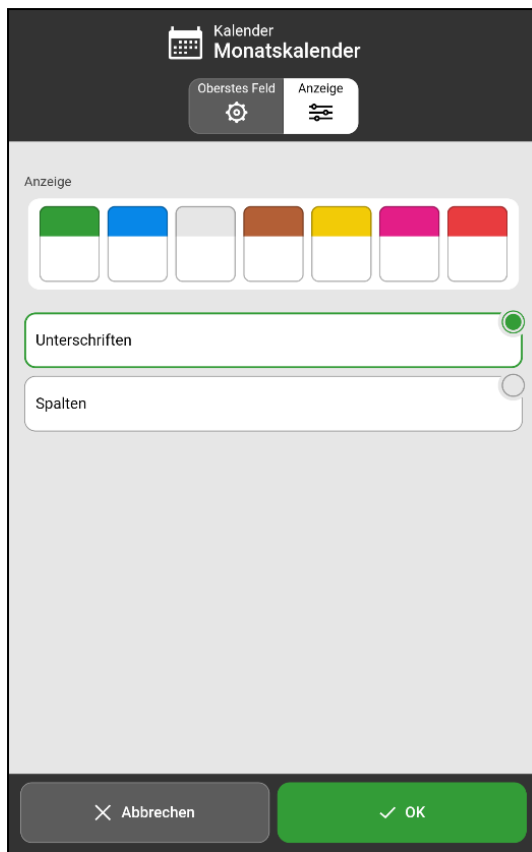 Kalender
Monatskalender
Oberstes Feld
Anzeige
Anzeige
Unterschriften
Spalten
Abbrechen
OK